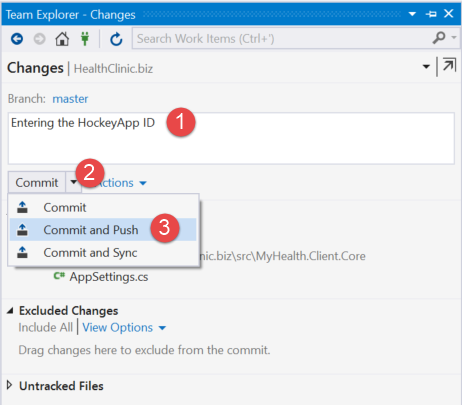 Team Explorer - Changes
Search Work Items (Ctrl+')
Changes | HealthClinic.biz
Branch: master
Entering the HockeyApp ID 1
2
Commit Actions
Commit
Commit and Push 3
Commit and Sync
nic.biz\src\MyHealth.Client.Core
C# AppSettings.cs
Excluded Changes
Include All | View Options
Drag changes here to exclude from the commit.
Untracked Files